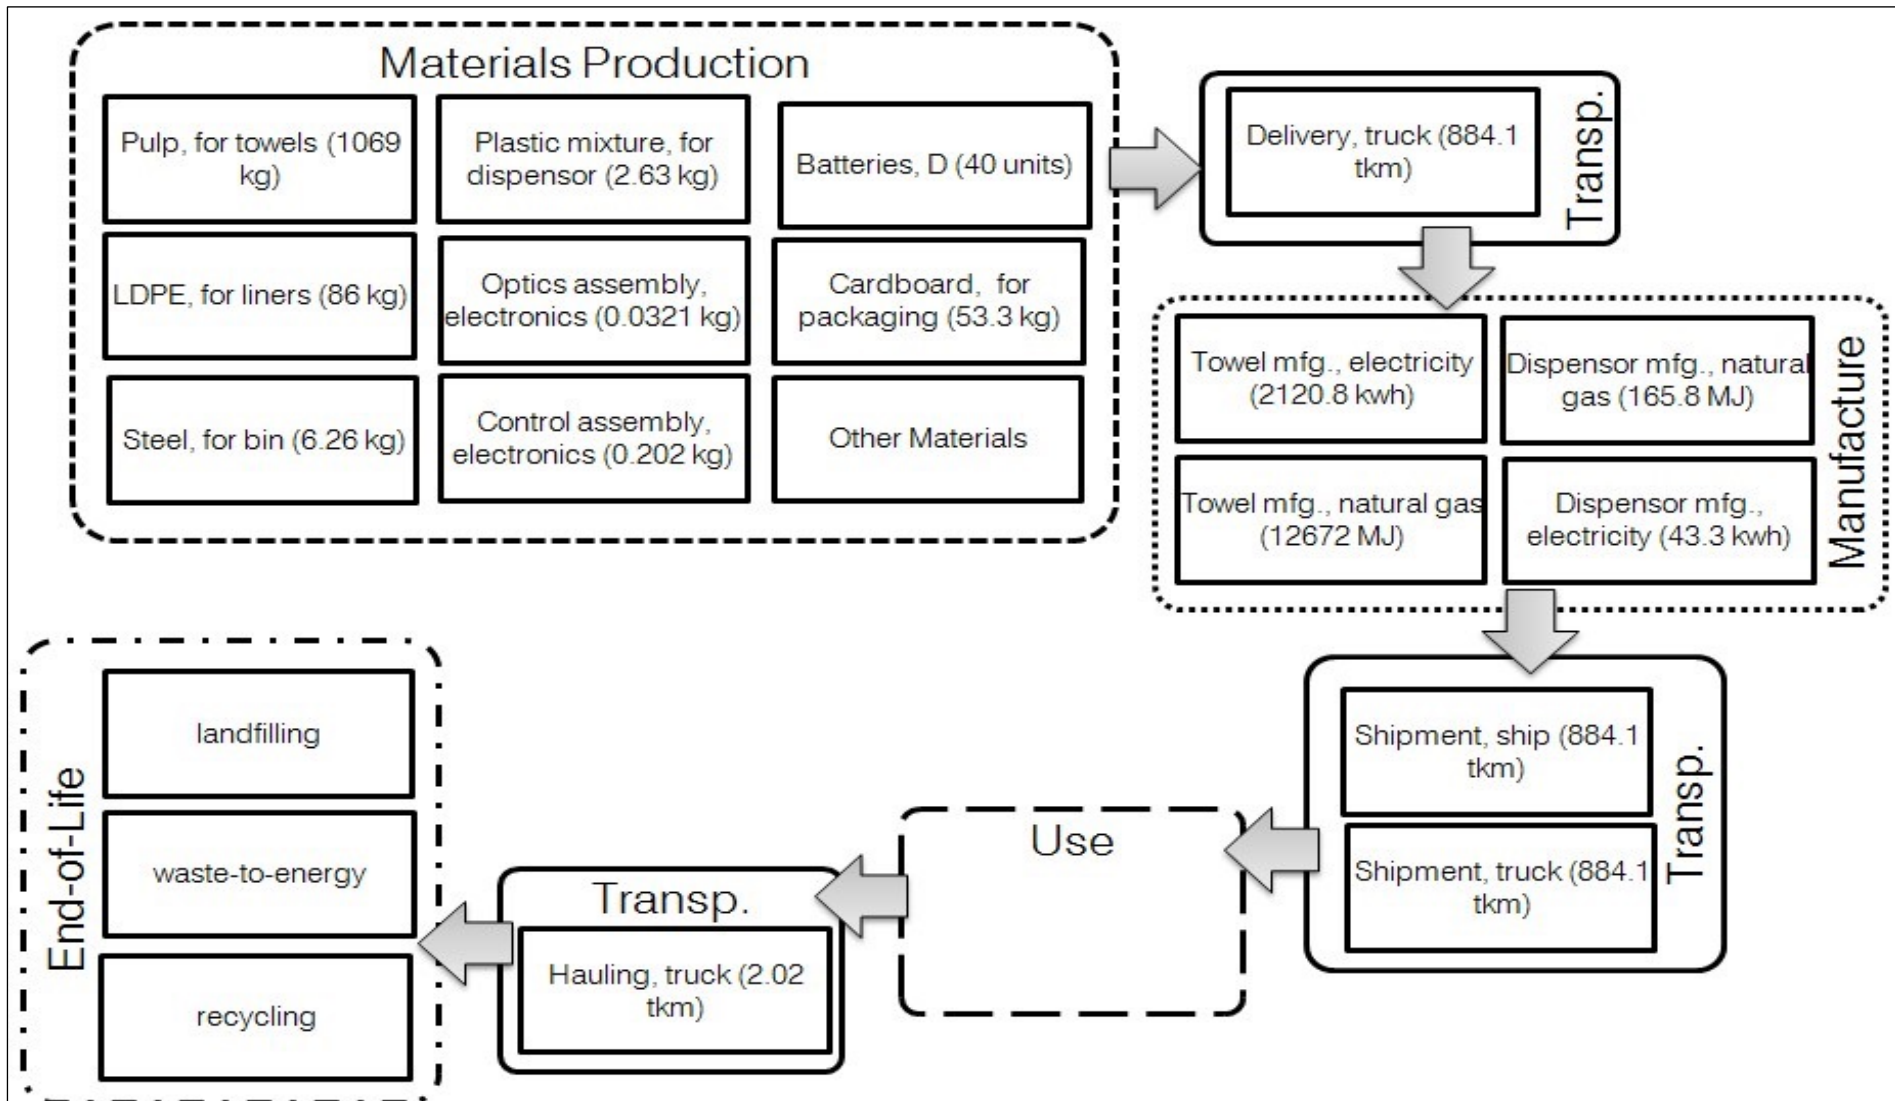 Materials Production
Pulp, for towels (1069
kg)
Plastic mixture, for
dispensor (2.63 kg)
Batteries, D (40 units)
LDPE, for liners (86 kg)
Optics assembly,
electronics (0.0321 kg)
Cardboard, for
packaging (53.3 kg)
Steel, for bin (6.26 kg)
Control assembly,
electronics (0.202 kg)
Other Materials
Delivery, truck (884.1
tkm)
Transp.
Towel mfg., electricity
(2120.8 kwh)
Dispensor mfg., natural
gas (165.8 MJ)
Towel mfg., natural gas
(12672 MJ)
Dispensor mfg.,
electricity (43.3 kwh)
Manufacture
Shipment, ship (884.1
tkm)
Shipment, truck (884.1
tkm)
Transp.
Use
Transp.
Hauling, truck (2.02
tkm)
End-of-Life
landfilling
waste-to-energy
recycling